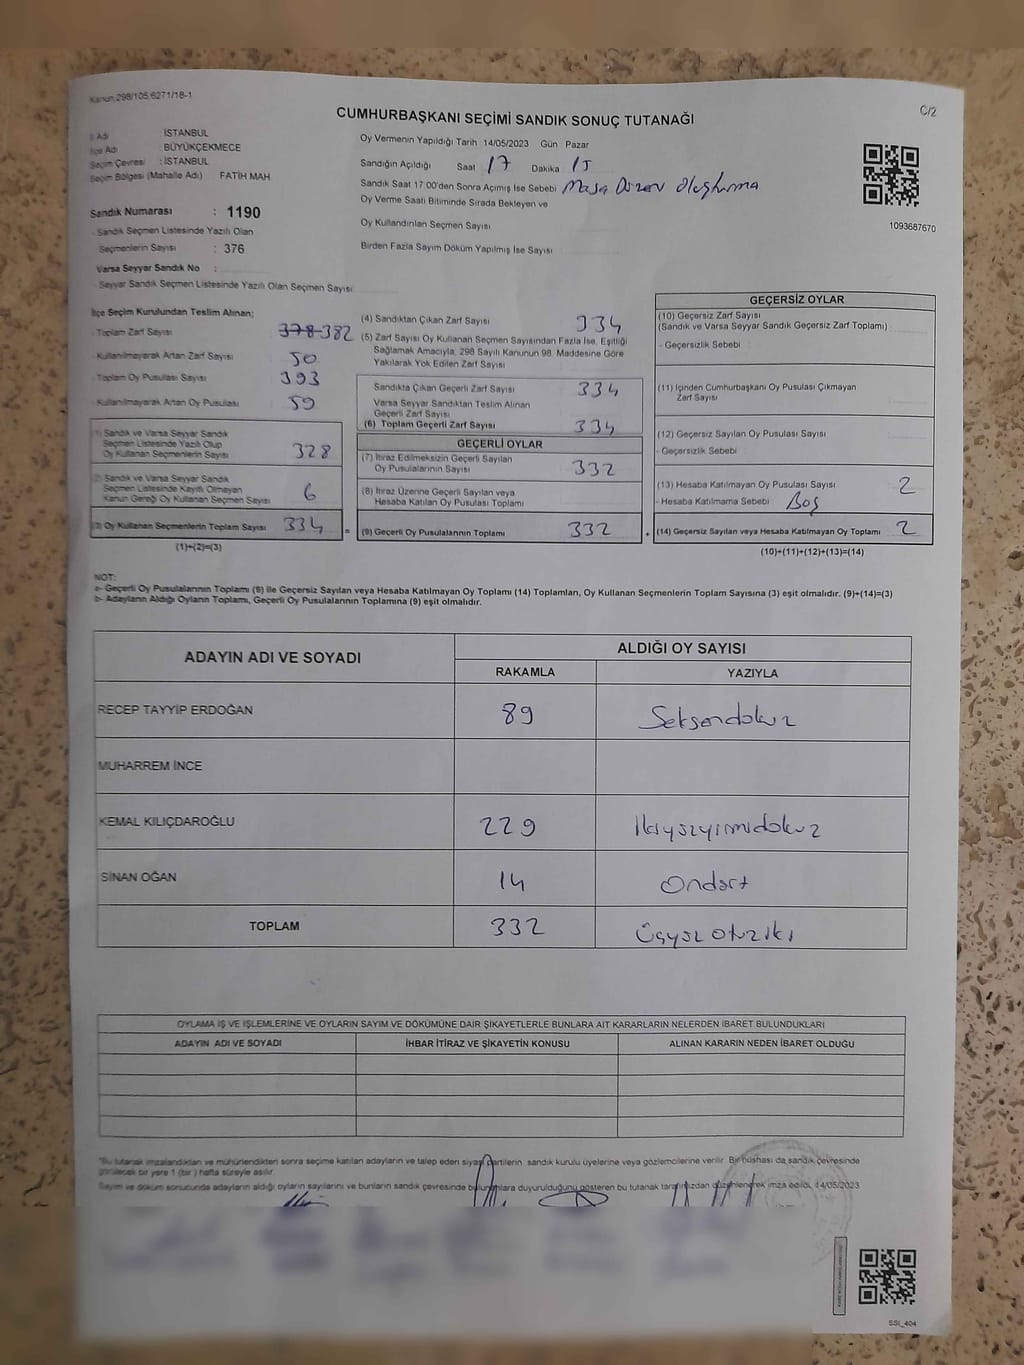 Kanun.298/105,6271/18-1
C/2
CUMHURBAŞKANI SEÇİMİ SANDIK SONUÇ TUTANAĞI
İl Adı : İSTANBUL
İlçe Adı : BÜYÜKÇEKMECE
Seçim Çevresi : İSTANBUL
Seçim Bölgesi (Mahalle Adı) FATİH MAH.
Sandık Numarası : 1190
- Sandık Seçmen Listesinde Yazılı Olan
Seçmenlerin Sayısı : 376
Varsa Seyyar Sandık No :
- Seyyar Sandık Seçmen Listesinde Yazılı Olan Seçmen Sayısı
Oy Vermenin Yapıldığı Tarih 14/05/2023 Gün : Pazar
Sandığın Açıldığı Saat 17 Dakika 15
Sandık Saat 17:00'den Sonra Açımış İse Sebebi Masa Düzen Oluşturma
Oy Verme Saati Bitiminde Sırada Bekleyen ve
Oy Kullandırılan Seçmen Sayısı
Birden Fazla Sayım Döküm Yapılmış İse Sayısı
1093687670
İlçe Seçim Kurulundan Teslim Alınan;
- Toplam Zarf Sayısı 378-382
- Kullanılmayarak Artan Zarf Sayısı 50
- Toplam Oy Pusulası Sayısı 393
- Kullanılmayarak Artan Oy Pusulası 59
(1) Sandık ve Varsa Seyyar Sandık
Seçmen Listesinde Yazılı Olup
Oy Kullanan Seçmenlerin Sayısı 328
(2) Sandık ve Varsa Seyyar Sandık
Seçmen Listesinde Kayıtlı Olmayan
Kanun Gereği Oy Kullanan Seçmen Sayısı 6
(3) Oy Kullanan Seçmenlerin Toplam Sayısı 334 =
(1)+(2)=(3)
(4) Sandıktan Çıkan Zarf Sayısı 334
(5) Zarf Sayısı Oy Kullanan Seçmen Sayısından Fazla İse, Eşitliği
Sağlamak Amacıyla, 298 Sayılı Kanunun 98. Maddesine Göre
Yakılarak Yok Edilen Zarf Sayısı
Sandıkta Çıkan Geçerli Zarf Sayısı 334
Varsa Seyyar Sandıktan Teslim Alınan
Geçerli Zarf Sayısı
(6) Toplam Geçerli Zarf Sayısı 334
GEÇERLİ OYLAR
(7) İtiraz Edilmeksizin Geçerli Sayılan
Oy Pusulalarının Sayısı 332
(8) İtiraz Üzerine Geçerli Sayılan veya
Hesaba Katılan Oy Pusulası Toplamı
(9) Geçerli Oy Pusulalarının Toplamı 332 +
GEÇERSİZ OYLAR
(10) Geçersiz Zarf Sayısı
(Sandık ve Varsa Seyyar Sandık Geçersiz Zarf Toplamı)
- Geçersizlik Sebebi
(11) İçinden Cumhurbaşkanı Oy Pusulası Çıkmayan
Zarf Sayısı
(12) Geçersiz Sayılan Oy Pusulası Sayısı
- Geçersizlik Sebebi
(13) Hesaba Katılmayan Oy Pusulası Sayısı 2
- Hesaba Katılmama Sebebi Boş
(14) Geçersiz Sayılan veya Hesaba Katılmayan Oy Toplamı 2
(10)+(11)+(12)+(13)=(14)
NOT:
a- Geçerli Oy Pusulalarının Toplamı (9) ile Geçersiz Sayılan veya Hesaba Katılmayan Oy Toplamı (14) Toplamları, Oy Kullanan Seçmenlerin Toplam Sayısına (3) eşit olmalıdır. (9)+(14)=(3)
b- Adayların Aldığı Oyların Toplamı, Geçerli Oy Pusulalarının Toplamına (9) eşit olmalıdır.
ADAYIN ADI VE SOYADI
ALDIĞI OY SAYISI
RAKAMLA YAZIYLA
RECEP TAYYİP ERDOĞAN 89 Seksendokuz
MUHARREM İNCE
KEMAL KILIÇDAROĞLU 229 İkiyüzyirmidokuz
SİNAN OĞAN 14 Ondört
TOPLAM 332 Üçyüzotuziki
OYLAMA İŞ VE İŞLEMLERİNE VE OYLARIN SAYIM VE DÖKÜMÜNE DAİR ŞİKAYETLERLE BUNLARA AİT KARARLARIN NELERDEN İBARET BULUNDUKLARI
ADAYIN ADI VE SOYADI İHBAR İTİRAZ VE ŞİKAYETİN KONUSU ALINAN KARARIN NEDEN İBARET OLDUĞU
*Bu tutanak imzalandıktan ve mühürlendikten sonra seçime katılan adayların ve talep eden siyasi partilerin sandık kurulu üyelerine veya gözlemcilerine verilir. Bir nüshası da sandık çevresinde
görülecek bir yere 1 (bir) hafta süreyle asılır.
Sayım ve döküm sonucunda adayların aldığı oyların sayılarını ve bunların sandık çevresinde bulunanlara duyurulduğunu gösteren bu tutanak tarafımızdan düzenlenerek imza edildi. 14/05/2023
SSI_404